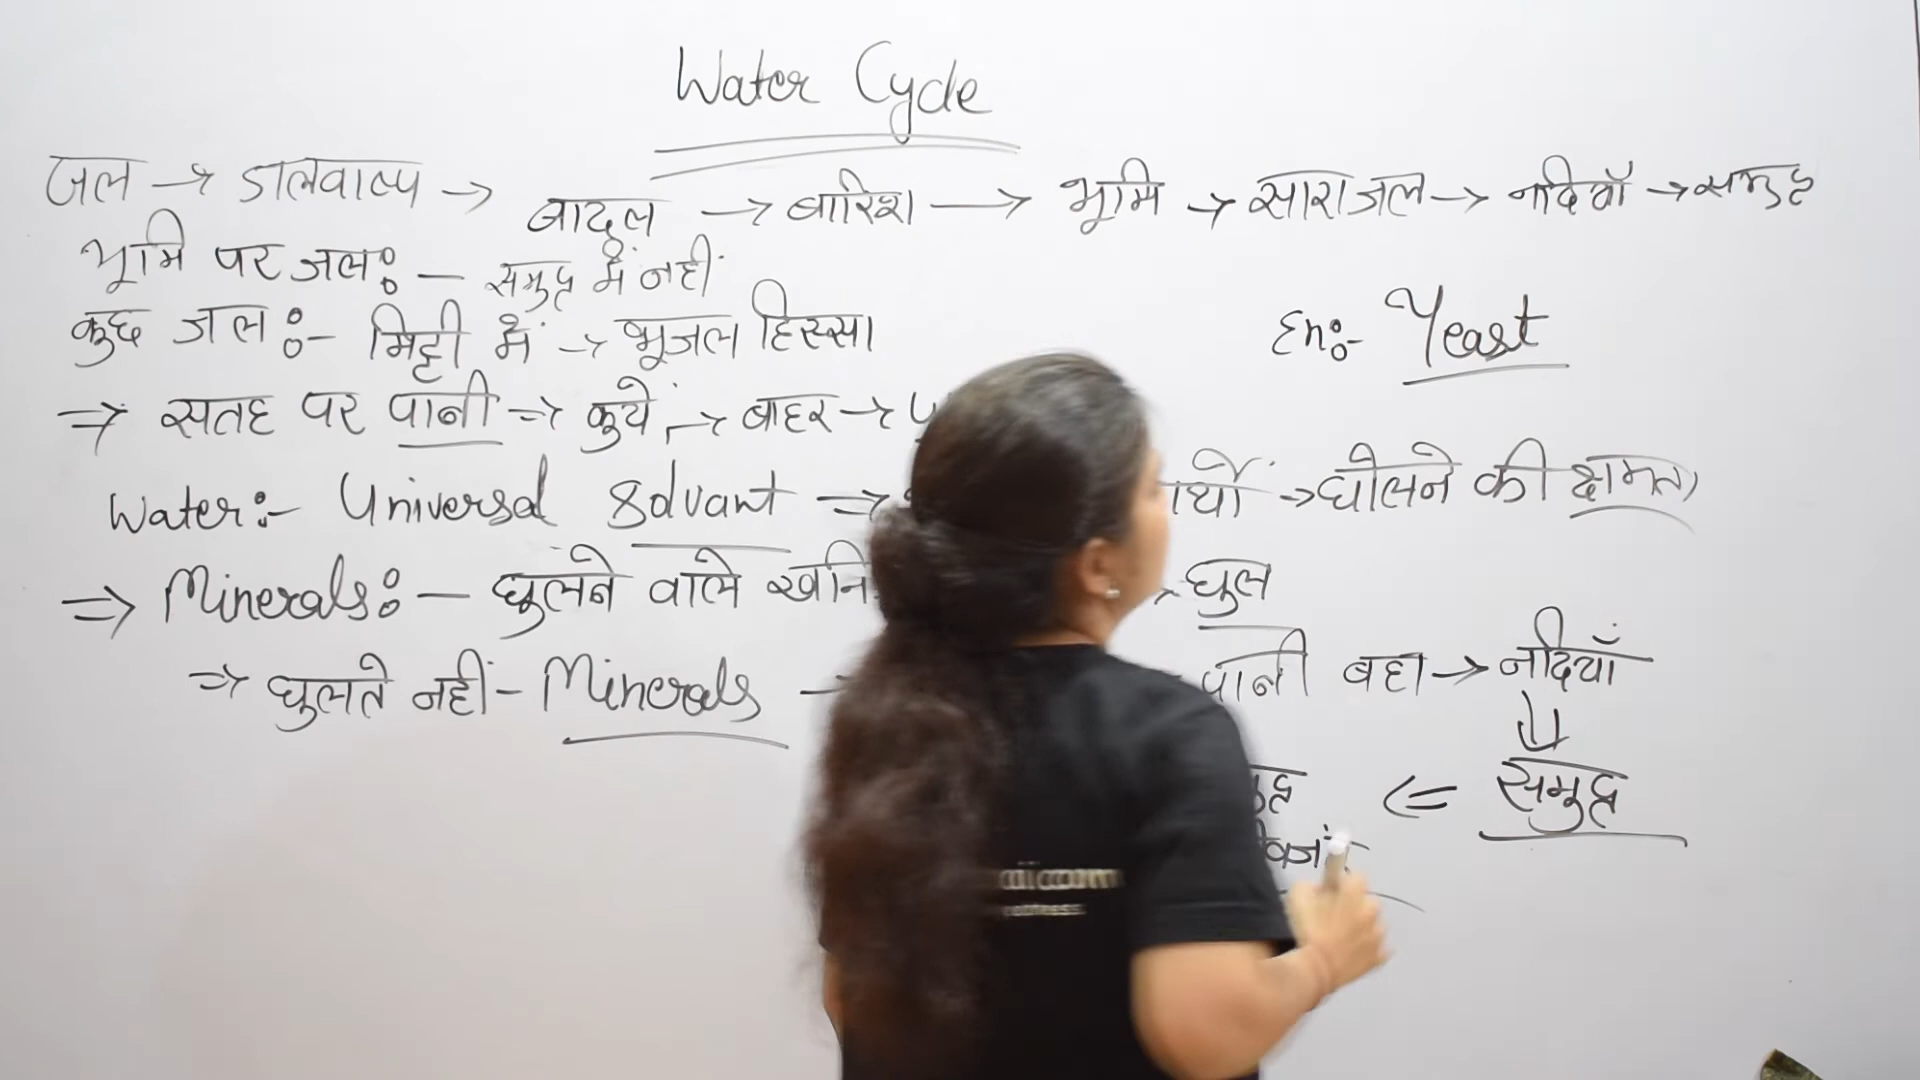 Water Cycle
जल → जलवाष्प → बादल → बारिश → भूमि → सारा जल → नदियाँ → समुद्र
भूमि पर जल:- समुद्र में नहीं
कुछ जल:- मिट्टी में → भूजल हिस्सा
En:- Yeast
⇒ सतह पर पानी ⇒ कुयें → बाहर →
Water:- Universal Solvant ⇒ → घोलने की क्षमता
⇒ Minerals:- घुलने वाले खनि घुल
⇒ घुलते नहीं - Minerals → पानी बहा → नदियाँ
⇓
⇐ समुद्र